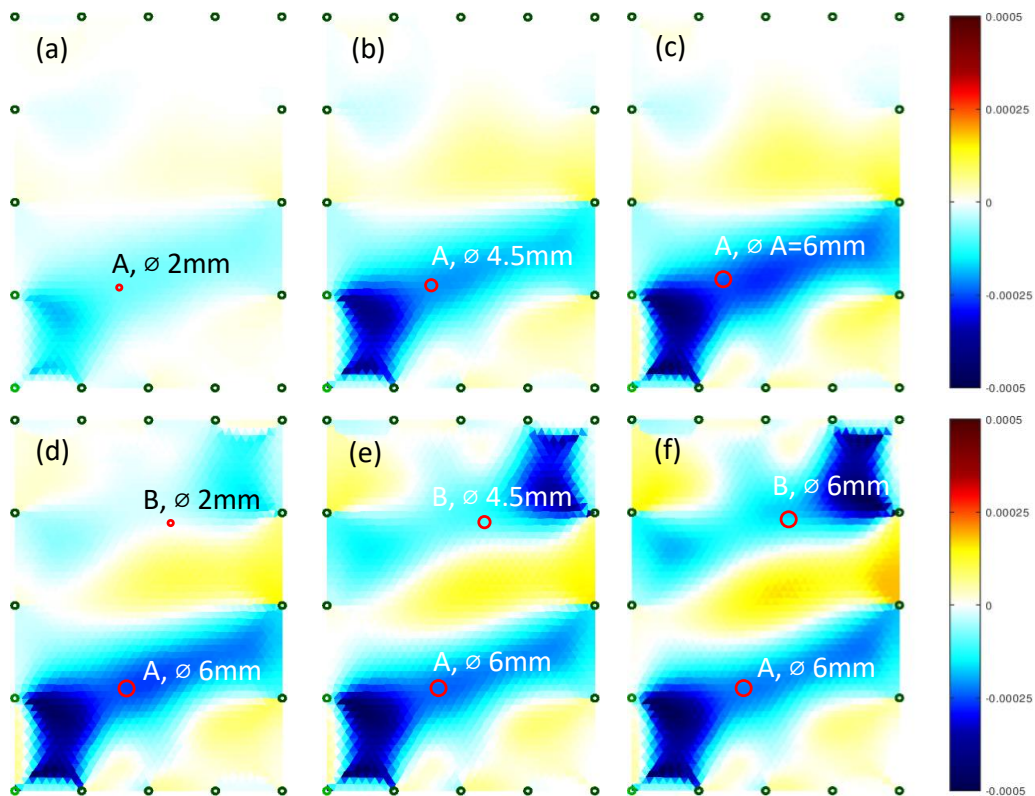 (a)
A, ⌀ 2mm
(b)
A, ⌀ 4.5mm
(c)
A, ⌀ A=6mm
0.0005
0.00025
0
-0.00025
-0.0005
(d)
B, ⌀ 2mm
A, ⌀ 6mm
(e)
B, ⌀ 4.5mm
A, ⌀ 6mm
(f)
B, ⌀ 6mm
A, ⌀ 6mm
0.0005
0.00025
0
-0.00025
-0.0005